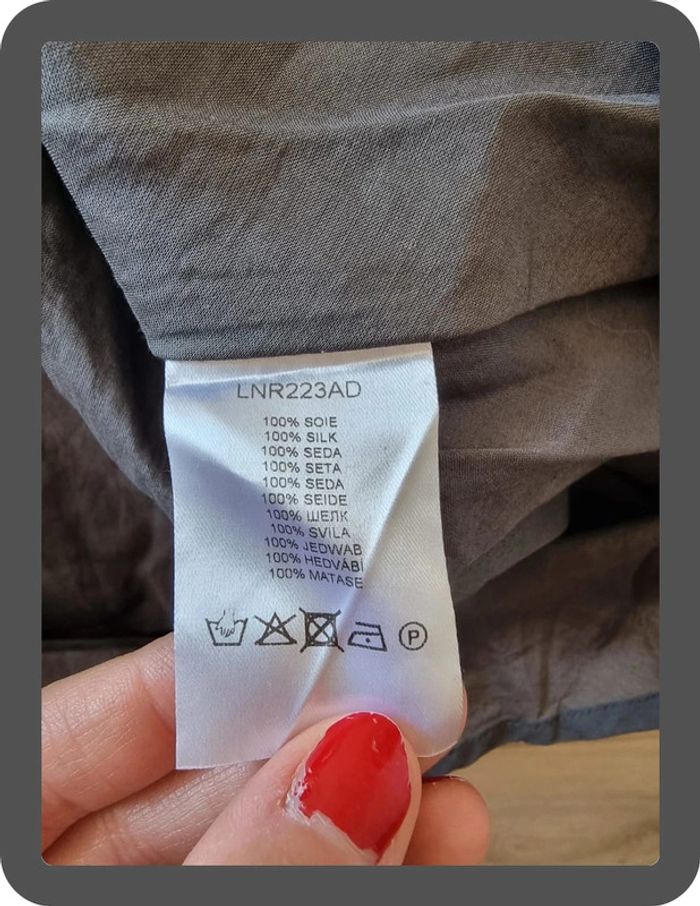 LNR223AD
100% SOIE
100% SILK
100% SEDA
100% SETA
100% SEDA
100% SEIDE
100% ШЕЛК
100% SVILA
100% JEDWAB
100% HEDVÁBÍ
100% MATASE
P